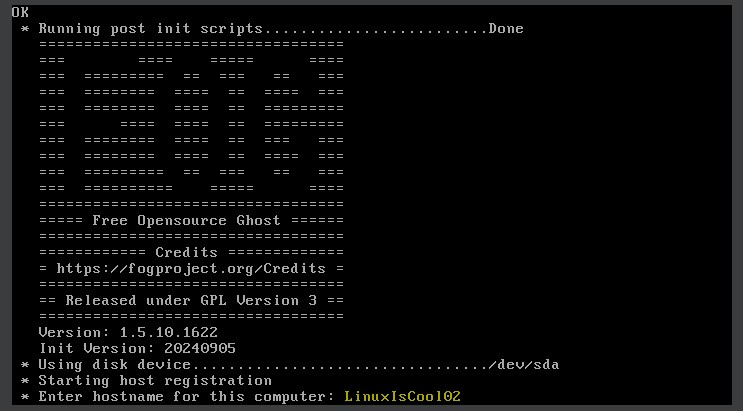 OK
 * Running post init scripts.........................Done
   ==================================
   ===        ====    =====      ====
   ===  =========  ==  ===   ==   ===
   ===  ========  ====  ==  ====  ===
   ===  ========  ====  ==  =========
   ===      ====  ====  ==  =========
   ===  ========  ====  ==  ===   ===
   ===  ========  ====  ==  ====  ===
   ===  =========  ==  ===   ==   ===
   ===  ==========    =====      ====
   ==================================
   ===== Free Opensource Ghost ======
   ==================================
   ============ Credits =============
   = https://fogproject.org/Credits =
   ==================================
   == Released under GPL Version 3 ==
   ==================================
   Version: 1.5.10.1622
   Init Version: 20240905
 * Using disk device................................./dev/sda
 * Starting host registration
 * Enter hostname for this computer: LinuxIsCool02